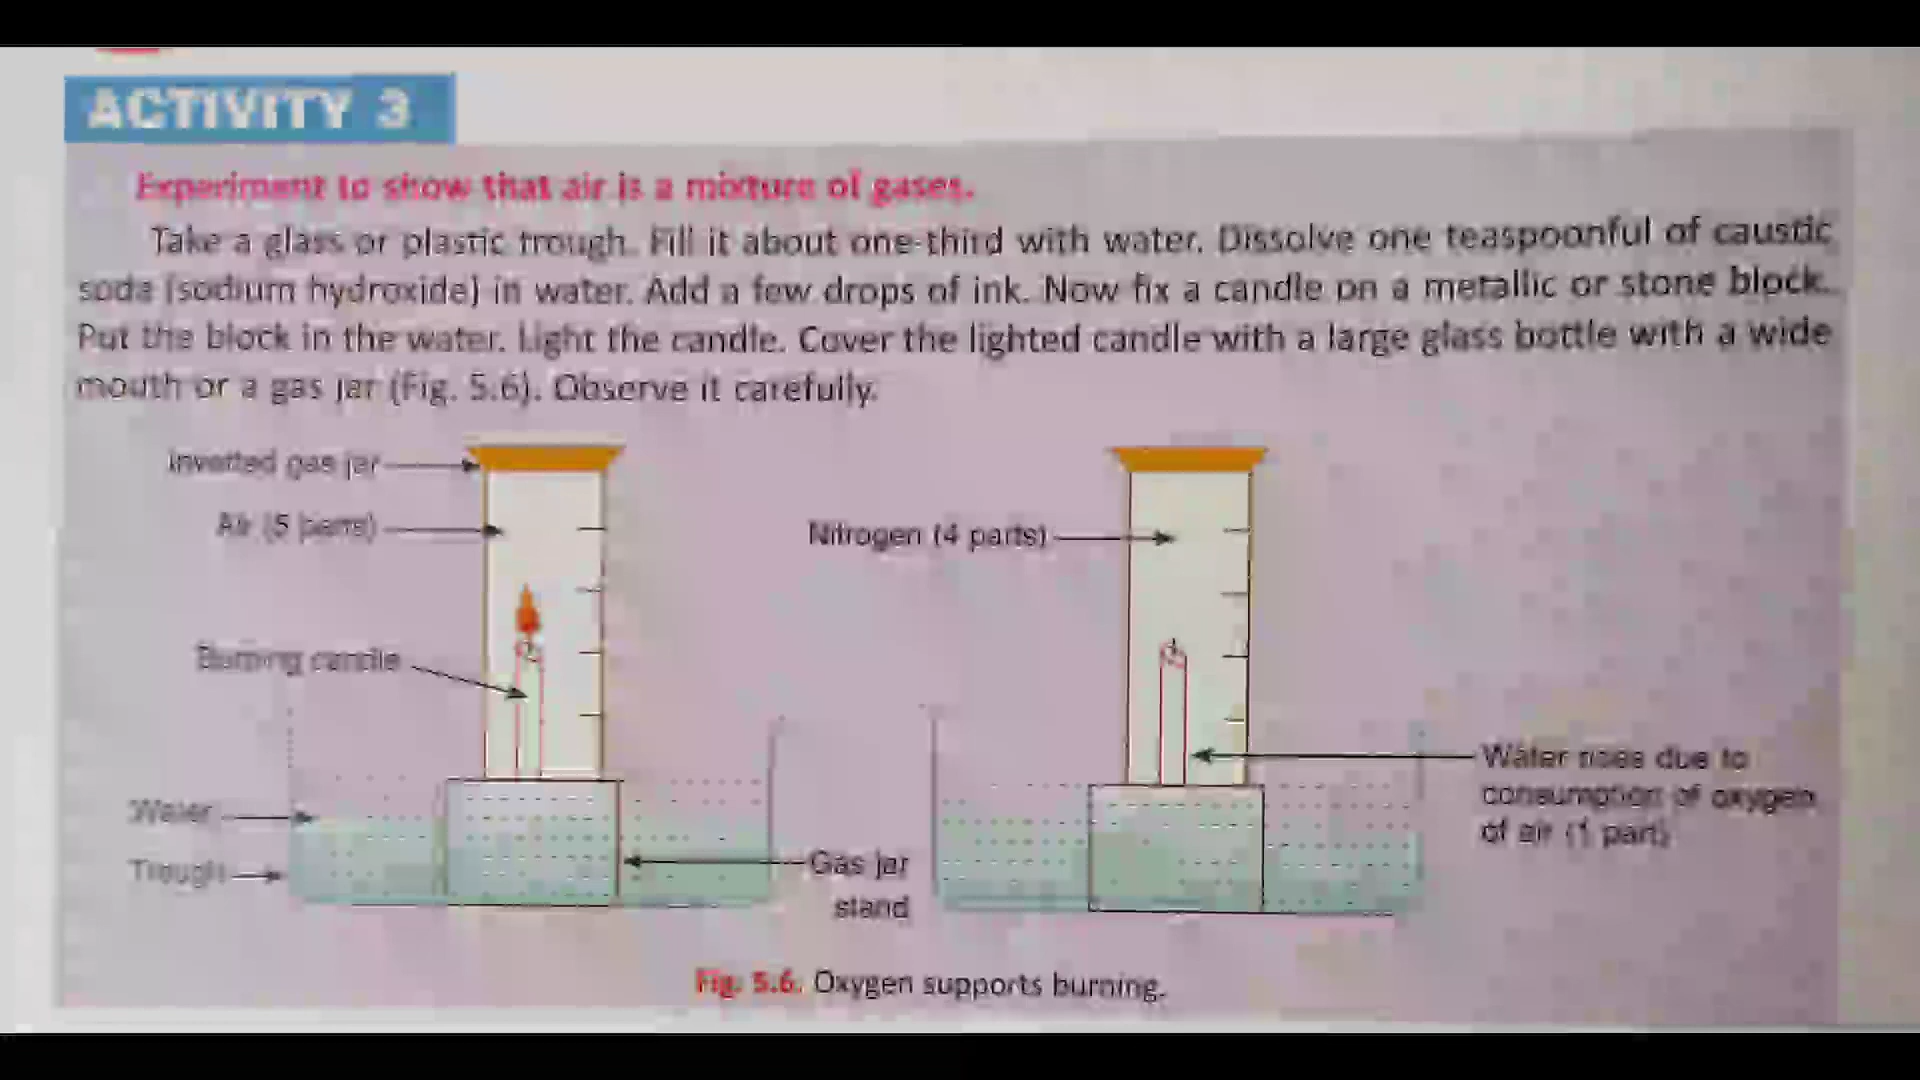 ACTIVITY 3
Experiment to show that air is a mixture of gases.
Take a glass or plastic trough. Fill it about one-third with water. Dissolve one teaspoonful of caustic
soda (sodium hydroxide) in water. Add a few drops of ink. Now fix a candle on a metallic or stone block.
Put the block in the water. Light the candle. Cover the lighted candle with a large glass bottle with a wide
mouth or a gas jar (Fig. 5.6). Observe it carefully.
Inverted gas jar
Air (5 parts)
Nitrogen (4 parts)
Burning candle
Water rises due to
consumption of oxygen
of air (1 part)
Water
Trough
Gas jar
stand
Fig. 5.6. Oxygen supports burning.